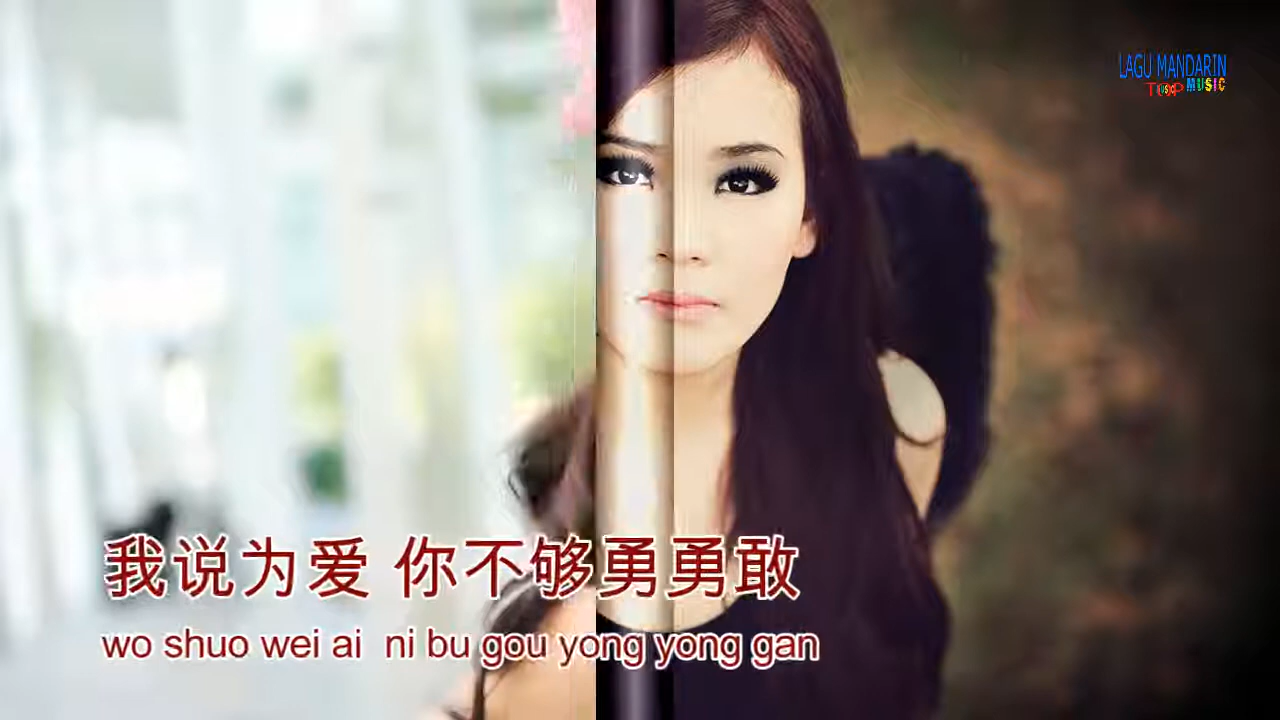 LAGU MANDARIN
TOP MUSIC
我说为爱 你不够勇勇敢
wo shuo wei ai ni bu gou yong yong gan